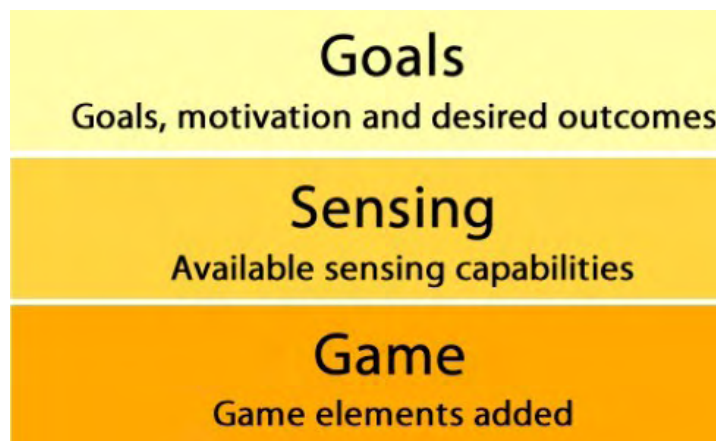 Goals
Goals, motivation and desired outcomes
Sensing
Available sensing capabilities
Game
Game elements added